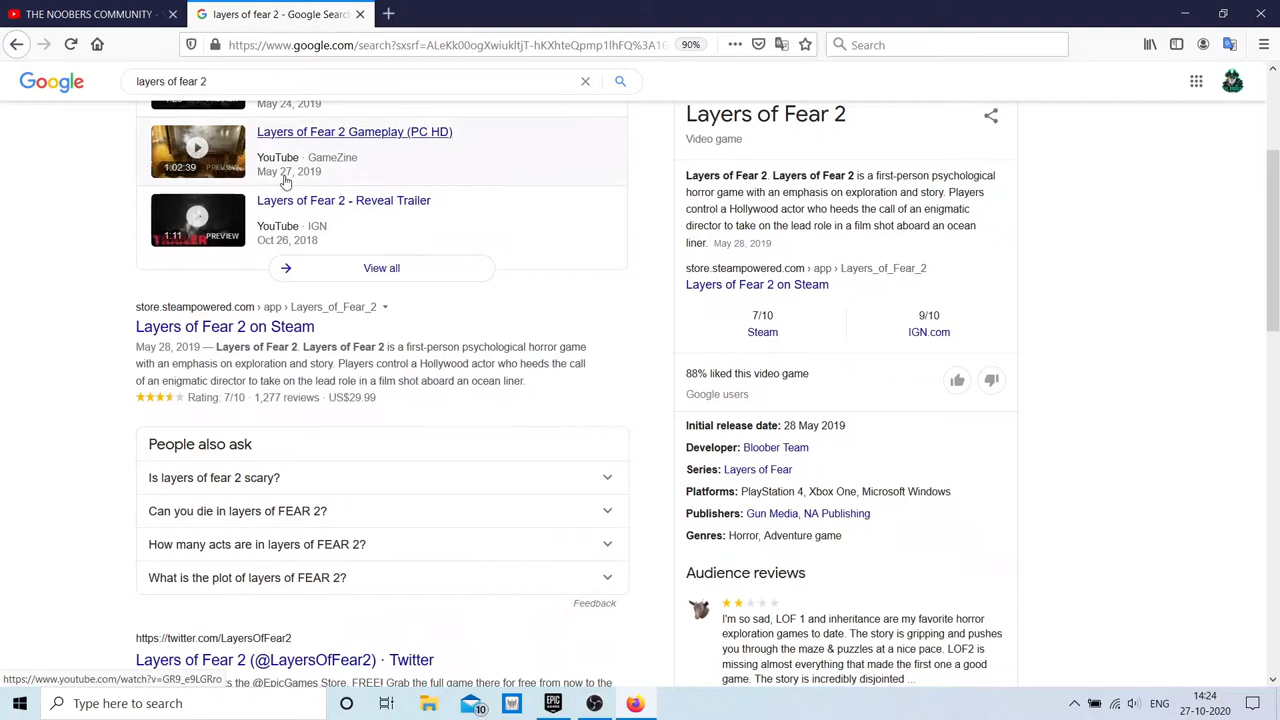 THE NOOBERS COMMUNITY -
layers of fear 2 - Google Search
https://www.google.com/search?sxsrf=ALeKk00ogXwiukltjT-hKXhteQpmp1lhFQ%3A16
90%
Search
Google
layers of fear 2
May 24, 2019
Layers of Fear 2 Gameplay (PC HD)
YouTube · GameZine
May 27, 2019
1:02:39 PREVIEW
Layers of Fear 2 - Reveal Trailer
YouTube · IGN
Oct 26, 2018
1:11 PREVIEW
TRAILER
View all
store.steampowered.com › app › Layers_of_Fear_2
Layers of Fear 2 on Steam
May 28, 2019 — Layers of Fear 2. Layers of Fear 2 is a first-person psychological horror game
with an emphasis on exploration and story. Players control a Hollywood actor who heeds the call
of an enigmatic director to take on the lead role in a film shot aboard an ocean liner.
Rating: 7/10 · 1,277 reviews · US$29.99
People also ask
Is layers of fear 2 scary?
Can you die in layers of FEAR 2?
How many acts are in layers of FEAR 2?
What is the plot of layers of FEAR 2?
Feedback
https://twitter.com/LayersOfFear2
Layers of Fear 2 (@LayersOfFear2) · Twitter
ts the @EpicGames Store, FREE! Grab the full game there for free from now to the
https://www.youtube.com/watch?v=GR9_e9LGRro
Layers of Fear 2
Video game
Layers of Fear 2. Layers of Fear 2 is a first-person psychological
horror game with an emphasis on exploration and story. Players
control a Hollywood actor who heeds the call of an enigmatic
director to take on the lead role in a film shot aboard an ocean
liner. May 28, 2019
store.steampowered.com › app › Layers_of_Fear_2
Layers of Fear 2 on Steam
7/10
Steam
9/10
IGN.com
88% liked this video game
Google users
Initial release date: 28 May 2019
Developer: Bloober Team
Series: Layers of Fear
Platforms: PlayStation 4, Xbox One, Microsoft Windows
Publishers: Gun Media, NA Publishing
Genres: Horror, Adventure game
Audience reviews
I'm so sad, LOF 1 and inheritance are my favorite horror
exploration games to date. The story is gripping and pushes
you through the maze & puzzles at a nice pace. LOF2 is
missing almost everything that made the first one a good
game. The story is incredibly disjointed ...
Type here to search
10
EPIC GAMES
ENG
14:24
27-10-2020